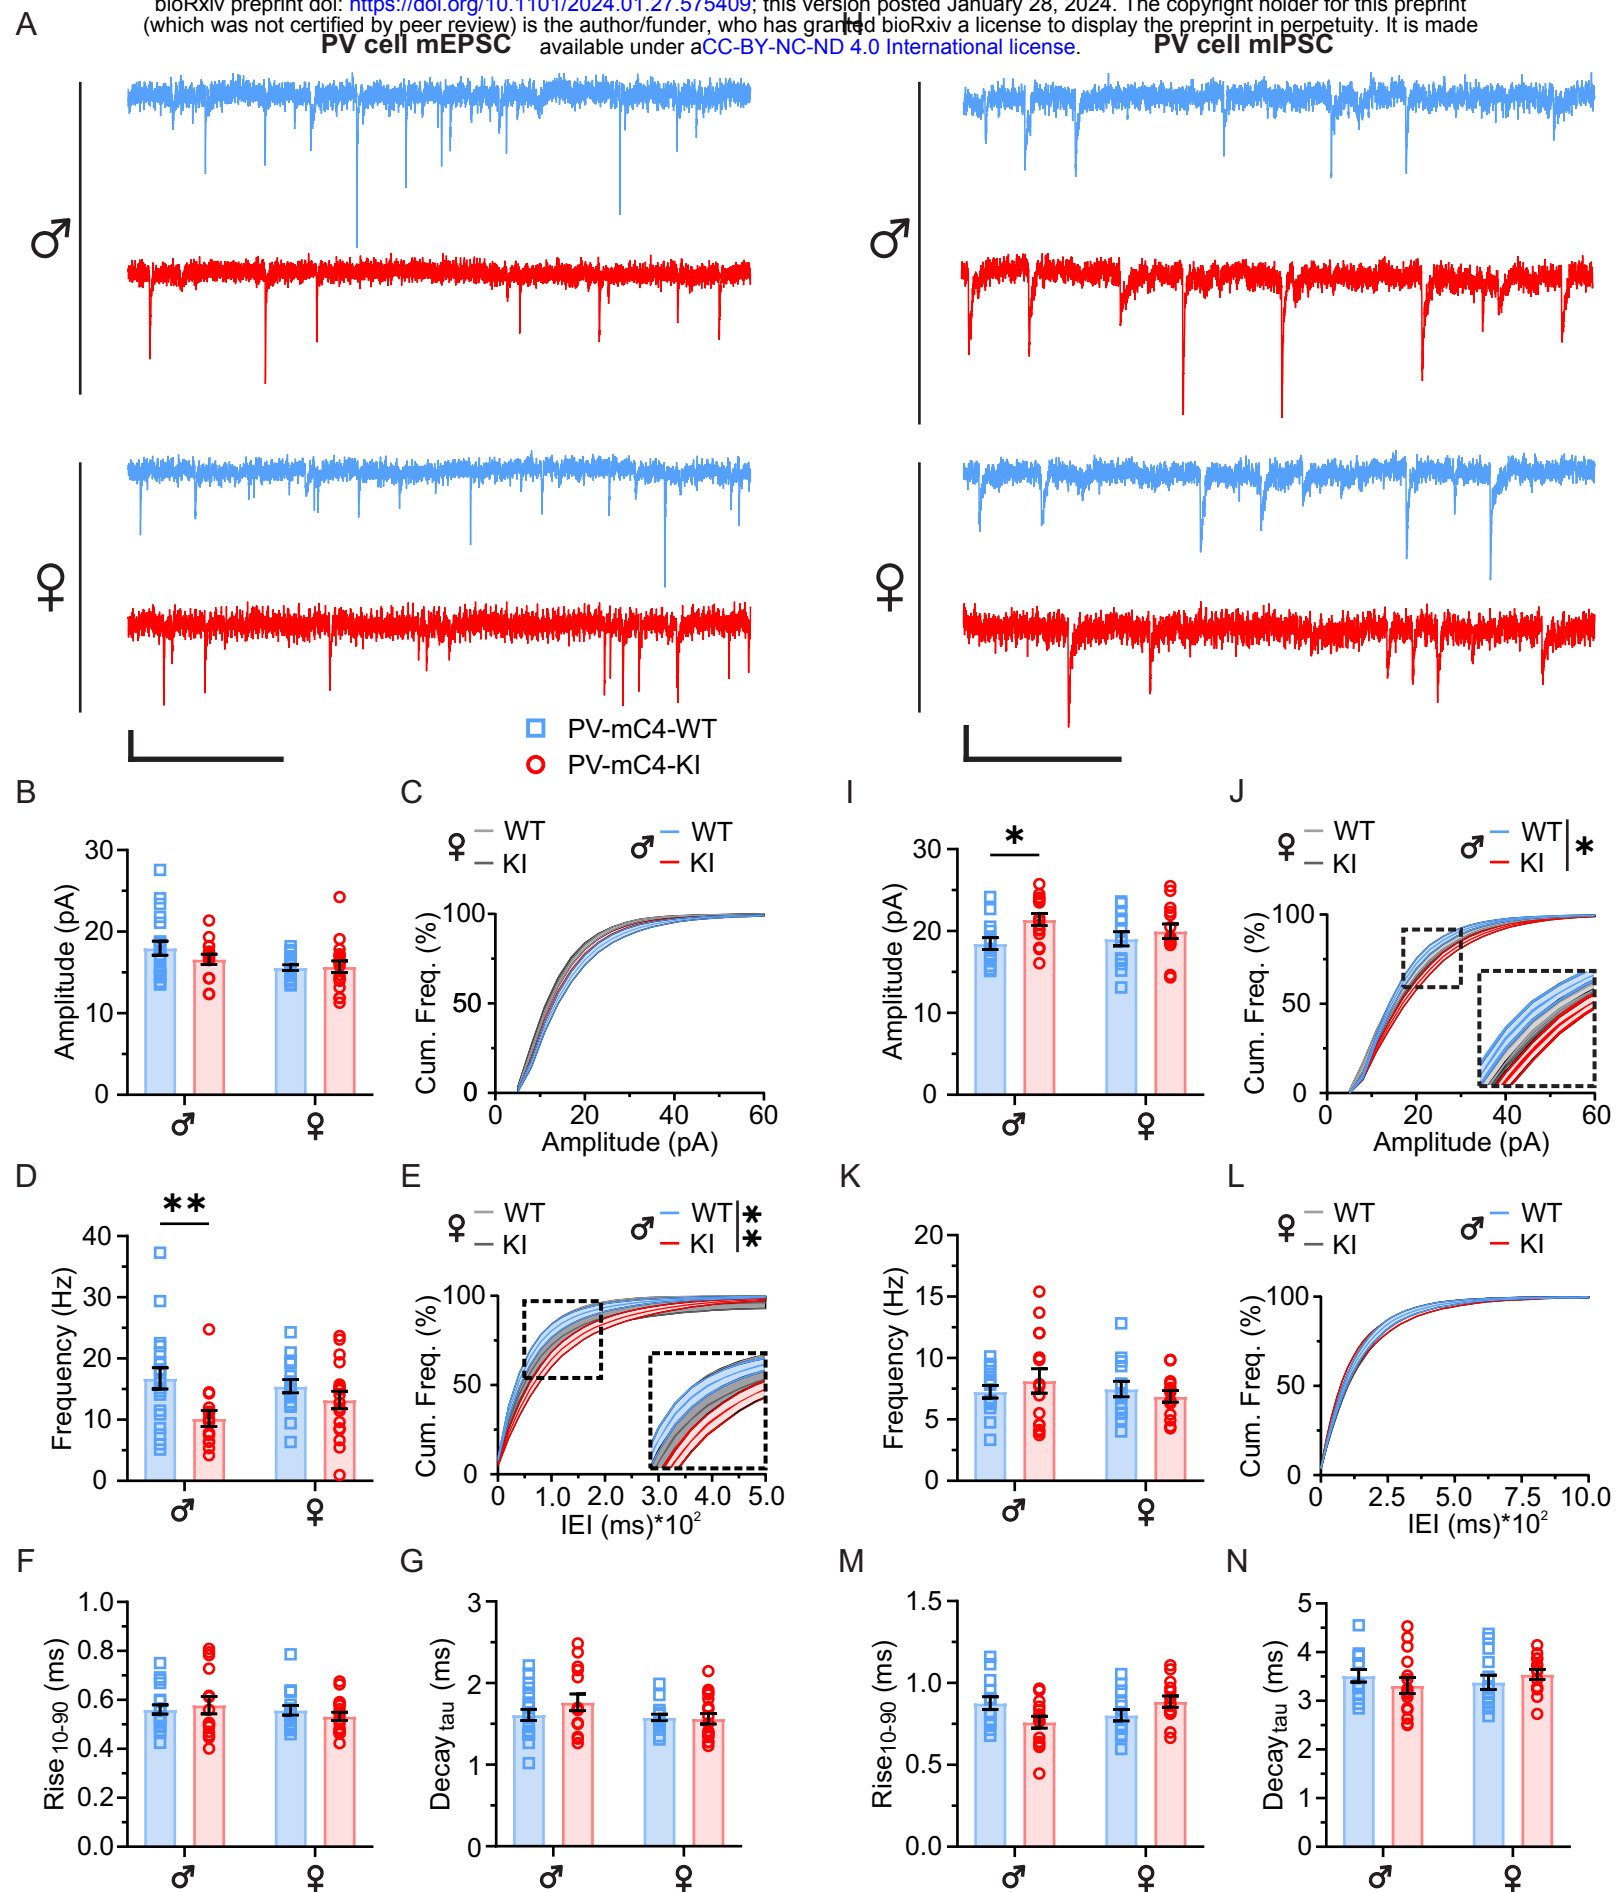 bioRxiv preprint doi: https://doi.org/10.1101/2024.01.27.575409; this version posted January 28, 2024. The copyright holder for this preprint
(which was not certified by peer review) is the author/funder, who has granted bioRxiv a license to display the preprint in perpetuity. It is made
available under aCC-BY-NC-ND 4.0 International license.
A
PV cell mEPSC
H
PV cell mIPSC
♂
♂
♀
♀
PV-mC4-WT
PV-mC4-KI
B
Amplitude (pA)
30
20
10
0
♂ ♀
C
♀ WT
KI
♂ WT
KI
Cum. Freq. (%)
100
50
0
0 20 40 60
Amplitude (pA)
I
*
Amplitude (pA)
30
20
10
0
♂ ♀
J
♀ WT
KI
♂ WT
KI
*
Cum. Freq. (%)
100
50
0
0 20 40 60
Amplitude (pA)
D
**
Frequency (Hz)
40
30
20
10
0
♂ ♀
E
♀ WT
KI
♂ WT
KI
**
Cum. Freq. (%)
100
50
0
0 1.0 2.0 3.0 4.0 5.0
IEI (ms)*10²
K
Frequency (Hz)
20
15
10
5
0
♂ ♀
L
♀ WT
KI
♂ WT
KI
Cum. Freq. (%)
100
50
0
0 2.5 5.0 7.5 10.0
IEI (ms)*10²
F
Rise10-90 (ms)
1.0
0.8
0.6
0.4
0.2
0.0
♂ ♀
G
Decay tau (ms)
3
2
1
0
♂ ♀
M
Rise10-90 (ms)
1.5
1.0
0.5
0.0
♂ ♀
N
Decay tau (ms)
5
4
3
2
1
0
♂ ♀